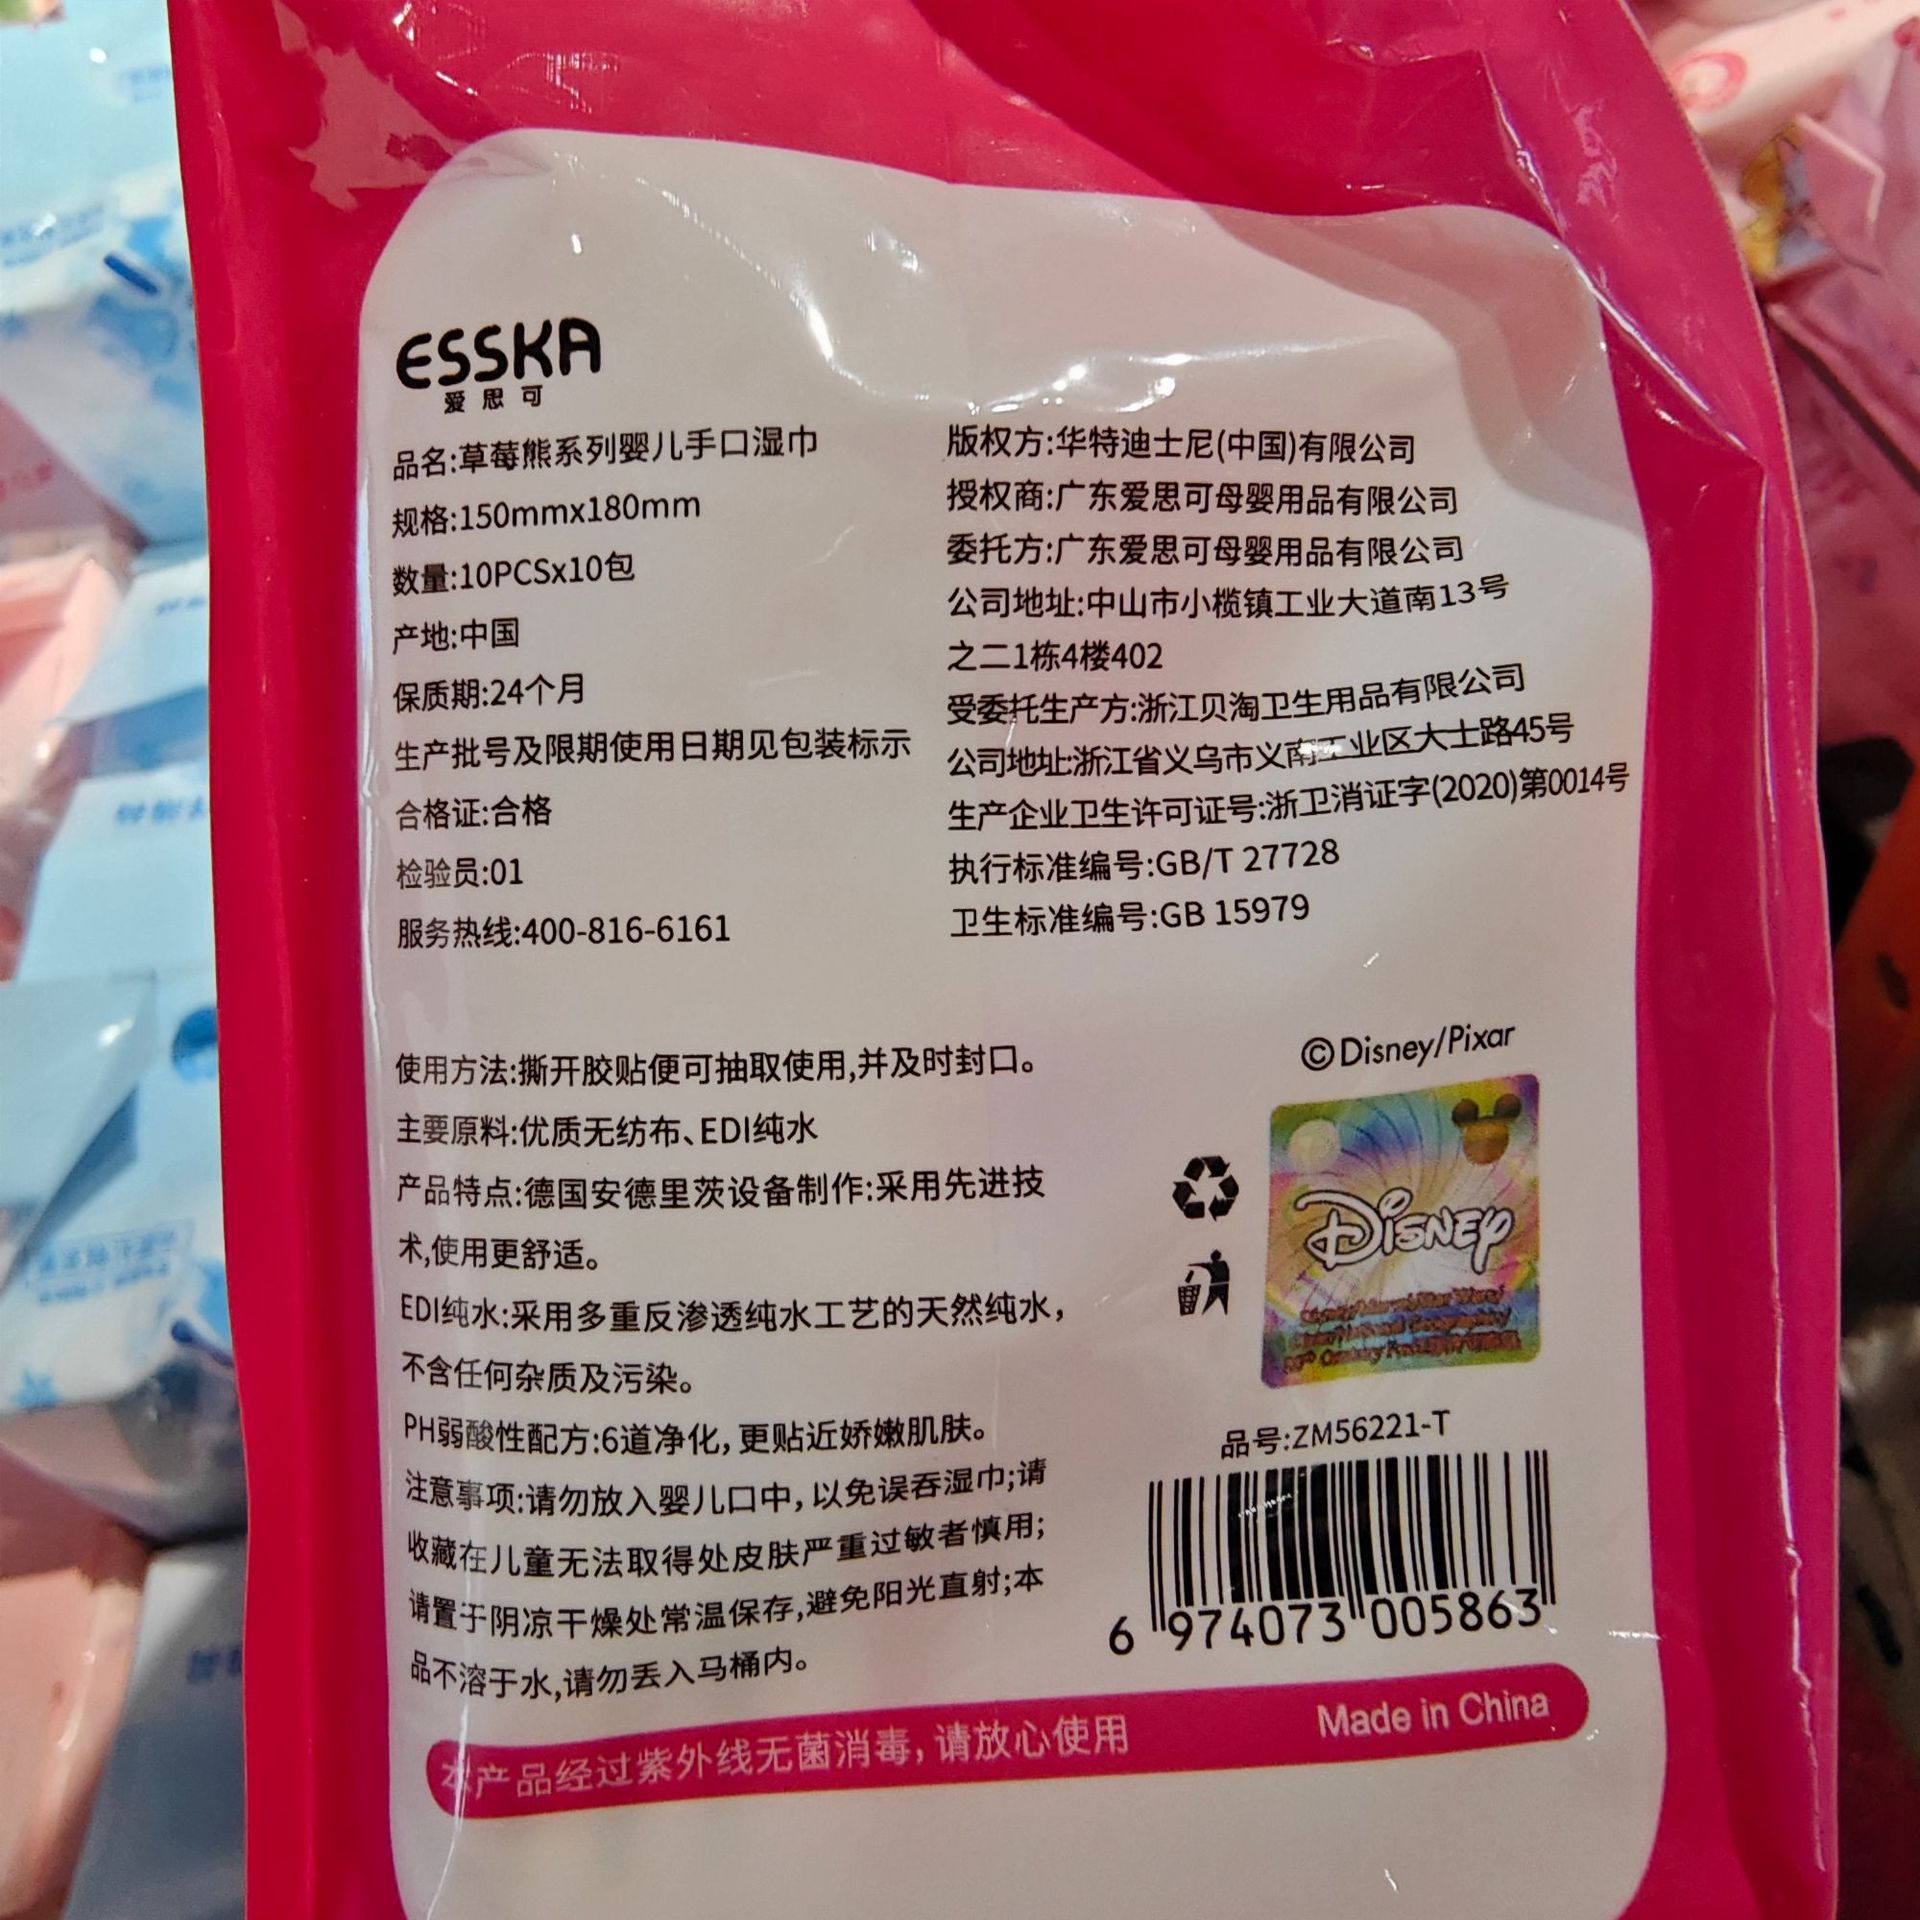 ESSKA
爱思可
品名:草莓熊系列婴儿手口湿巾
规格:150mmx180mm
数量:10PCSx10包
产地:中国
保质期:24个月
生产批号及限期使用日期见包装标示
合格证:合格
检验员:01
服务热线:400-816-6161
版权方:华特迪士尼(中国)有限公司
授权商:广东爱思可母婴用品有限公司
委托方:广东爱思可母婴用品有限公司
公司地址:中山市小榄镇工业大道南13号
之二1栋4楼402
受委托生产方:浙江贝淘卫生用品有限公司
公司地址:浙江省义乌市义南工业区大士路45号
生产企业卫生许可证号:浙卫消证字(2020)第0014号
执行标准编号:GB/T 27728
卫生标准编号:GB 15979
使用方法:撕开胶贴便可抽取使用,并及时封口。
主要原料:优质无纺布、EDI纯水
产品特点:德国安德里茨设备制作:采用先进技
术,使用更舒适。
EDI纯水:采用多重反渗透纯水工艺的天然纯水，
不含任何杂质及污染。
PH弱酸性配方:6道净化，更贴近娇嫩肌肤。
注意事项:请勿放入婴儿口中，以免误吞湿巾;请
收藏在儿童无法取得处皮肤严重过敏者慎用;
请置于阴凉干燥处常温保存,避免阳光直射;本
品不溶于水,请勿丢入马桶内。
©Disney/Pixar
Disney
品号:ZM56221-T
6 974073 005863
本产品经过紫外线无菌消毒，请放心使用
Made in China